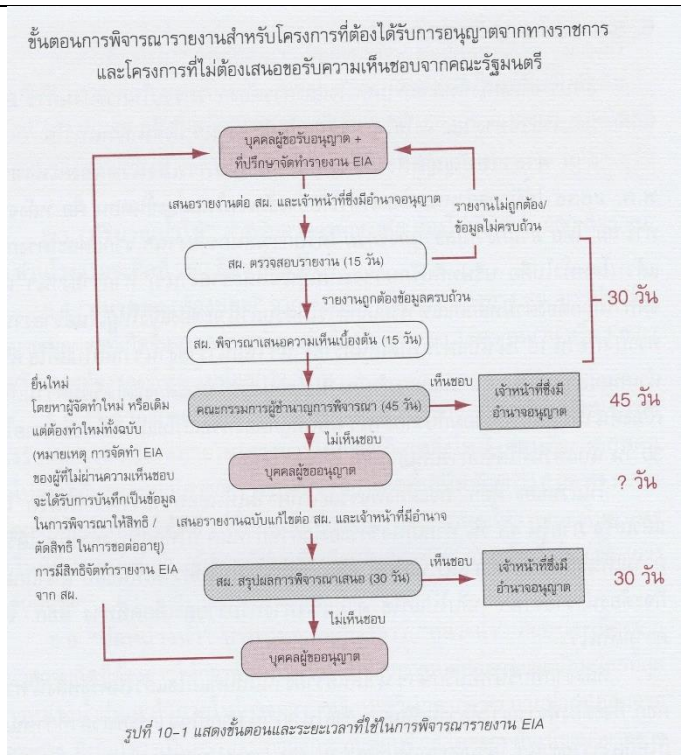 ขั้นตอนการพิจารณารายงานสำหรับโครงการที่ต้องได้รับการอนุญาตจากทางราชการ
และโครงการที่ไม่ต้องเสนอขอรับความเห็นชอบจากคณะรัฐมนตรี
บุคคลผู้ขอรับอนุญาต +
ที่ปรึกษาจัดทำรายงาน EIA
เสนอรายงานต่อ สผ. และเจ้าหน้าที่ซึ่งมีอำนาจอนุญาต
รายงานไม่ถูกต้อง/
ข้อมูลไม่ครบถ้วน
สผ. ตรวจสอบรายงาน (15 วัน)
รายงานถูกต้องข้อมูลครบถ้วน
30 วัน
สผ. พิจารณาเสนอความเห็นเบื้องต้น (15 วัน)
คณะกรรมการผู้ชำนาญการพิจารณา (45 วัน)
เห็นชอบ
เจ้าหน้าที่ซึ่งมี
อำนาจอนุญาต
45 วัน
ไม่เห็นชอบ
บุคคลผู้ขออนุญาต
? วัน
เสนอรายงานฉบับแก้ไขต่อ สผ. และเจ้าหน้าที่มีอำนาจ
สผ. สรุปผลการพิจารณาเสนอ (30 วัน)
เห็นชอบ
เจ้าหน้าที่ซึ่งมี
อำนาจอนุญาต
30 วัน
ไม่เห็นชอบ
บุคคลผู้ขออนุญาต
ยื่นใหม่
โดยหาผู้จัดทำใหม่ หรือเดิม
แต่ต้องทำใหม่ทั้งฉบับ
(หมายเหตุ การจัดทำ EIA
ของผู้ที่ไม่ผ่านความเห็นชอบ
จะได้รับการบันทึกเป็นข้อมูล
ในการพิจารณาให้สิทธิ /
ตัดสิทธิ ในการขอต่ออายุ)
การมีสิทธิจัดทำรายงาน EIA
จาก สผ.
รูปที่ 10-1 แสดงขั้นตอนและระยะเวลาที่ใช้ในการพิจารณารายงาน EIA